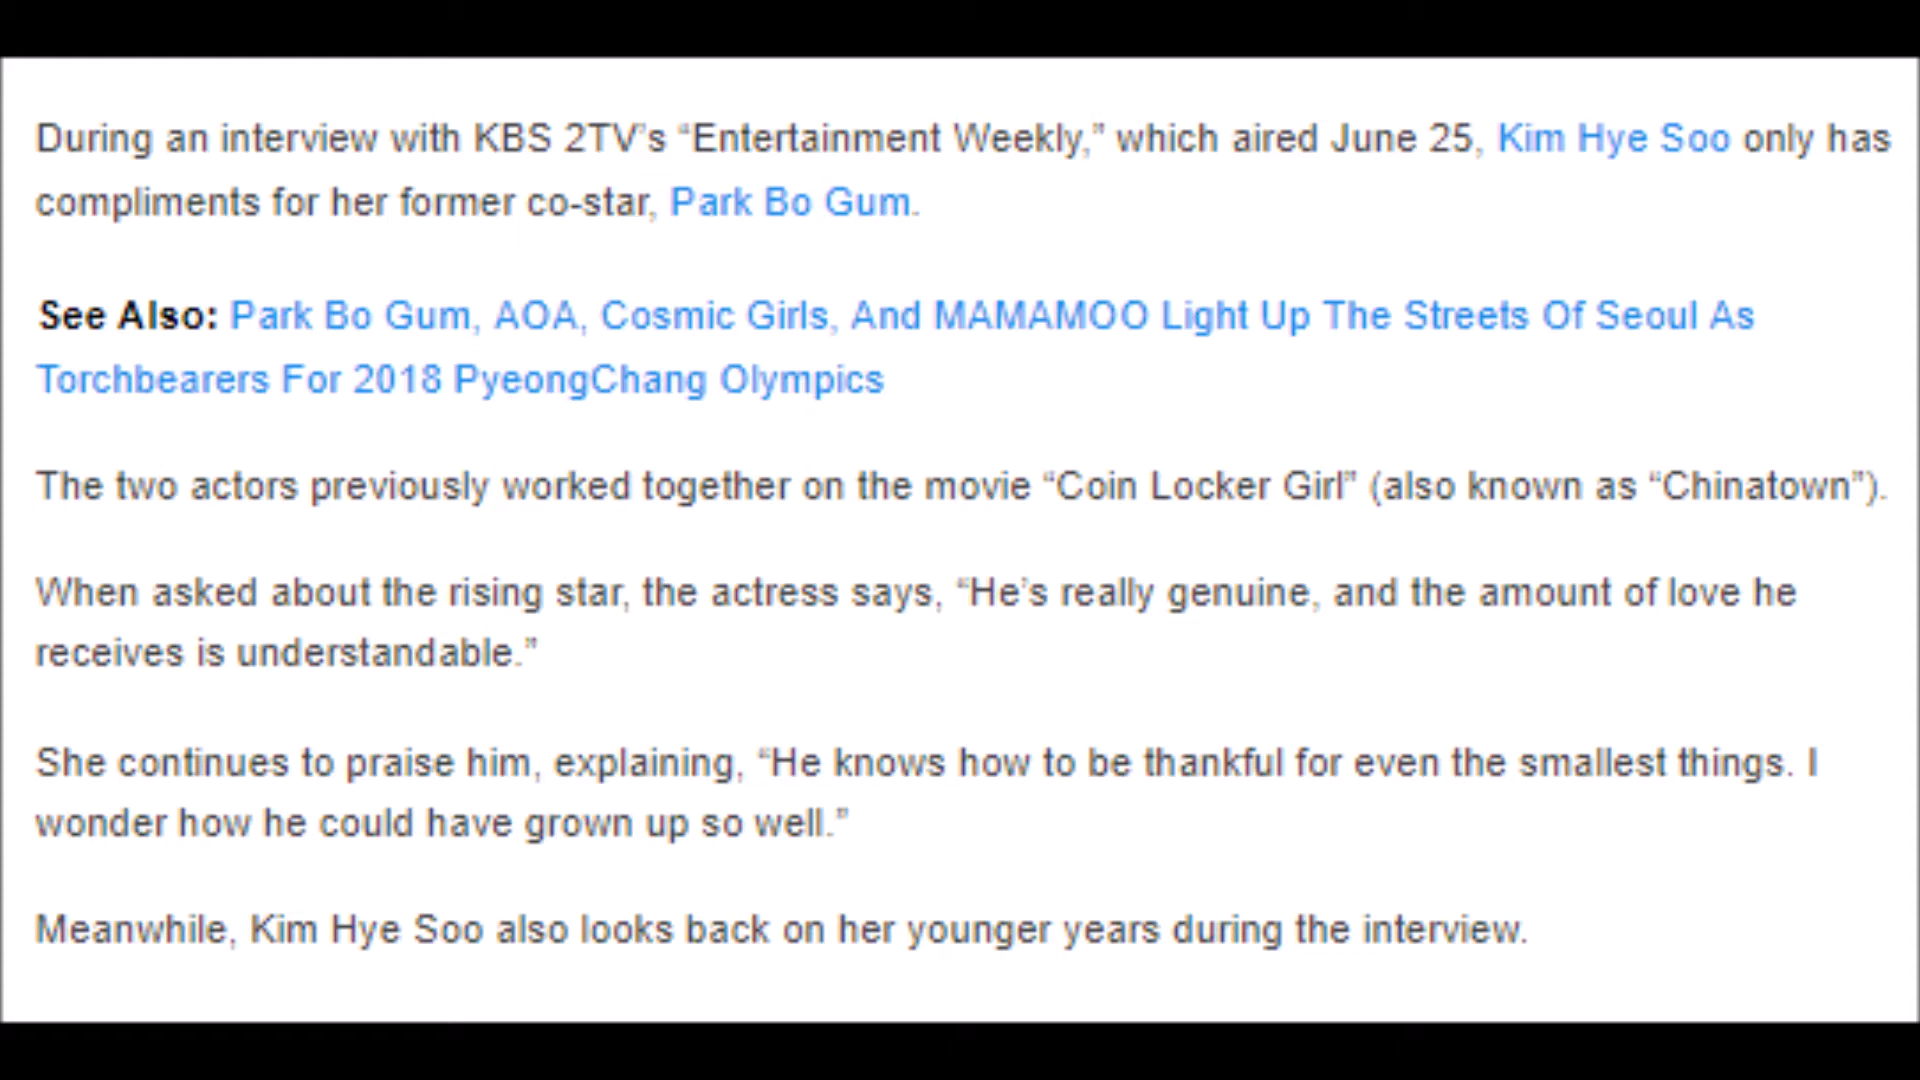 During an interview with KBS 2TV's “Entertainment Weekly,” which aired June 25, Kim Hye Soo only has
compliments for her former co-star, Park Bo Gum.
See Also: Park Bo Gum, AOA, Cosmic Girls, And MAMAMOO Light Up The Streets Of Seoul As
Torchbearers For 2018 PyeongChang Olympics
The two actors previously worked together on the movie “Coin Locker Girl” (also known as “Chinatown”).
When asked about the rising star, the actress says, “He’s really genuine, and the amount of love he
receives is understandable.”
She continues to praise him, explaining, “He knows how to be thankful for even the smallest things. I
wonder how he could have grown up so well.”
Meanwhile, Kim Hye Soo also looks back on her younger years during the interview.